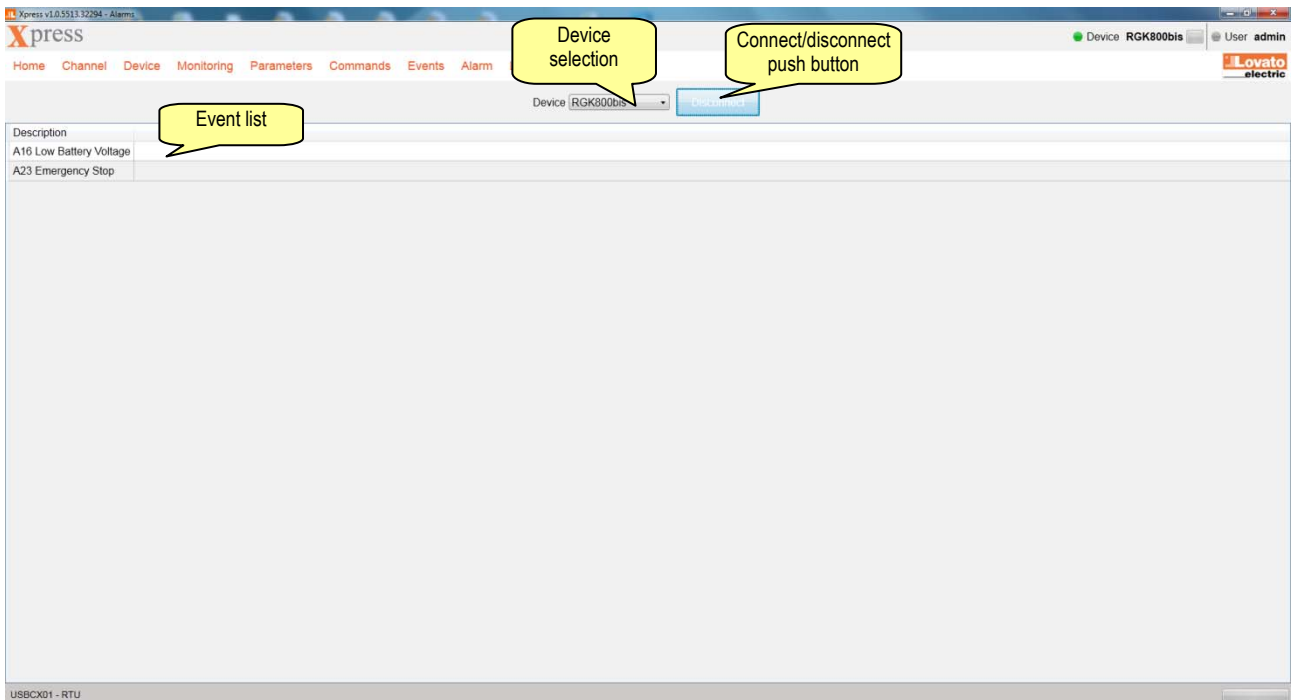 Xpress v1.0.5513.32294 - Alarms
Xpress
Device RGK800bis
User admin
Home Channel Device Monitoring Parameters Commands Events Alarm
Lovato
electric
Device
selection
Connect/disconnect
push button
Device RGK800bis
Disconnect
Event list
Description
A16 Low Battery Voltage
A23 Emergency Stop
USBCX01 - RTU